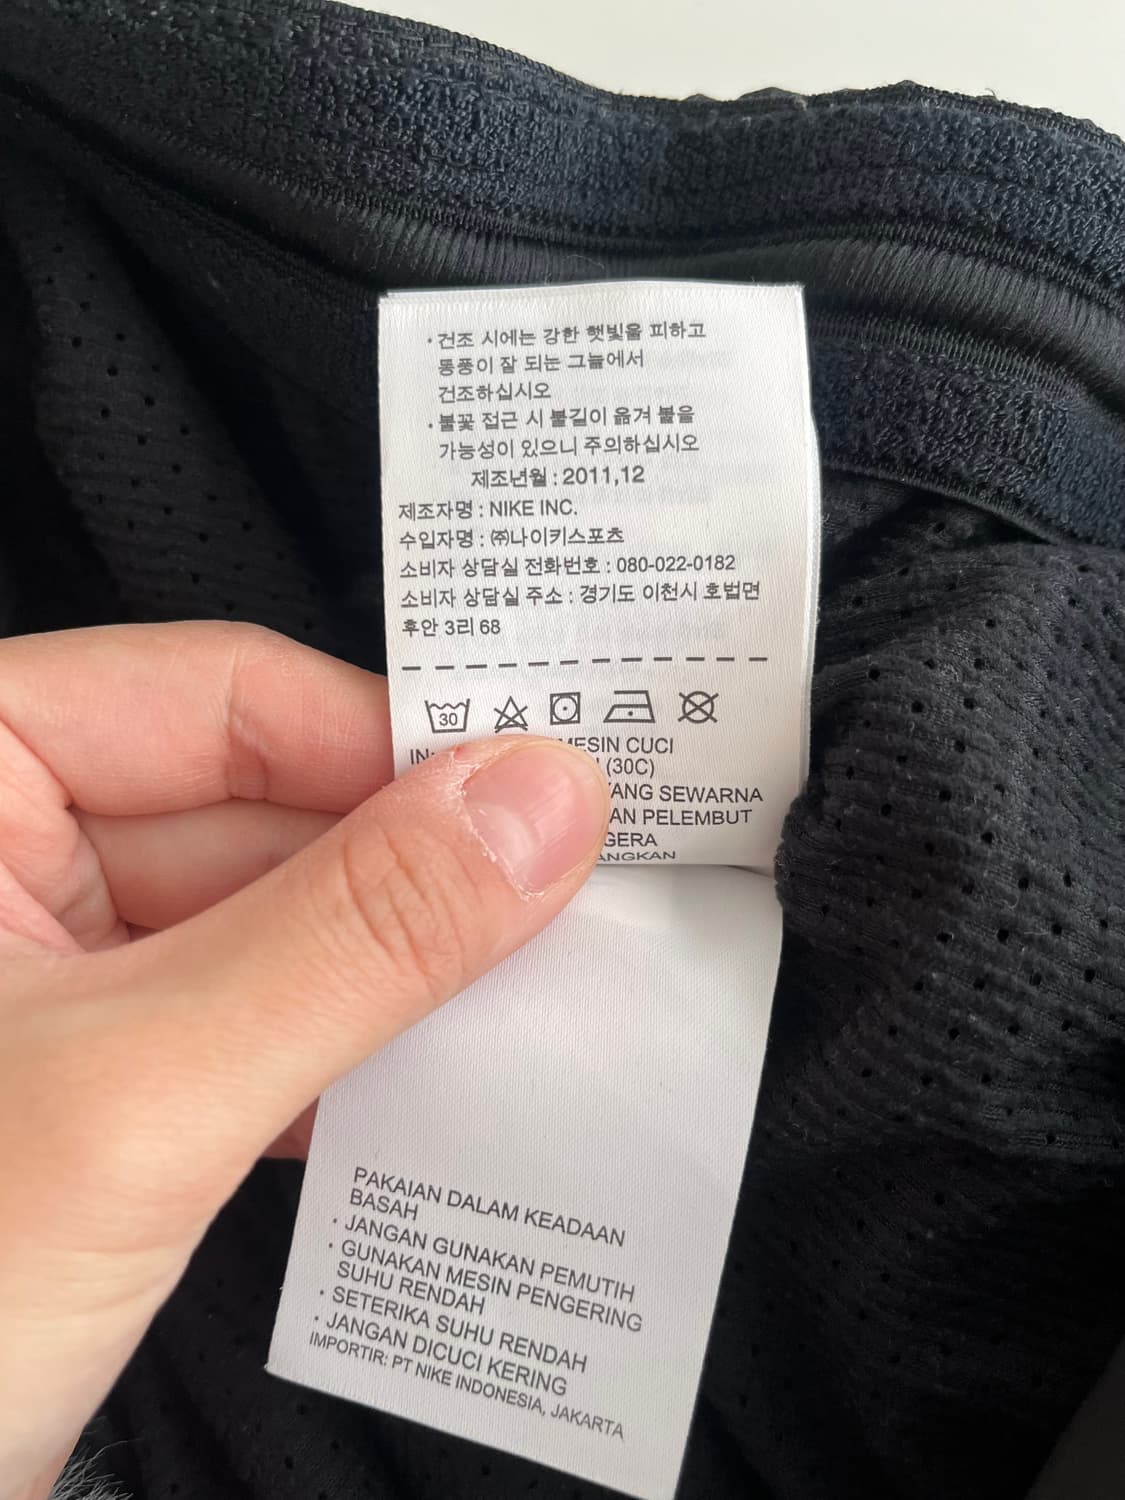 · 건조 시에는 강한 햇빛을 피하고
통풍이 잘 되는 그늘에서
건조하십시오
· 불꽃 접근 시 불길이 옮겨 붙을
가능성이 있으니 주의하십시오
제조년월 : 2011,12
제조자명 : NIKE INC.
수입자명 : ㈜나이키스포츠
소비자 상담실 전화번호 : 080-022-0182
소비자 상담실 주소 : 경기도 이천시 호법면
후안 3리 68
30
MESIN CUCI
(30C)
YANG SEWARNA
PELEMBUT
PAKAIAN DALAM KEADAAN
BASAH
· JANGAN GUNAKAN PEMUTIH
· GUNAKAN MESIN PENGERING
SUHU RENDAH
· SETERIKA SUHU RENDAH
· JANGAN DICUCI KERING
IMPORTIR: PT NIKE INDONESIA, JAKARTA